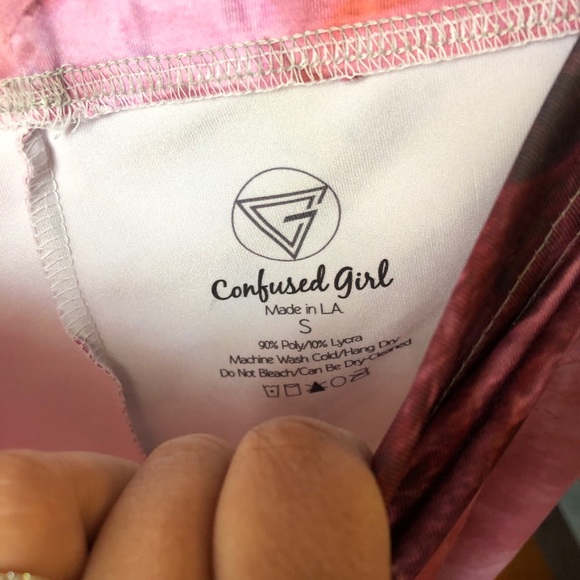 Confused Girl
Made in L.A.
S
90% Poly/10% Lycra
Machine Wash Cold/Hang Dry
Do Not Bleach/Can Be Dry-Cleaned